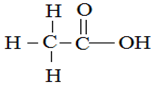 H O
H – C – C – OH
H